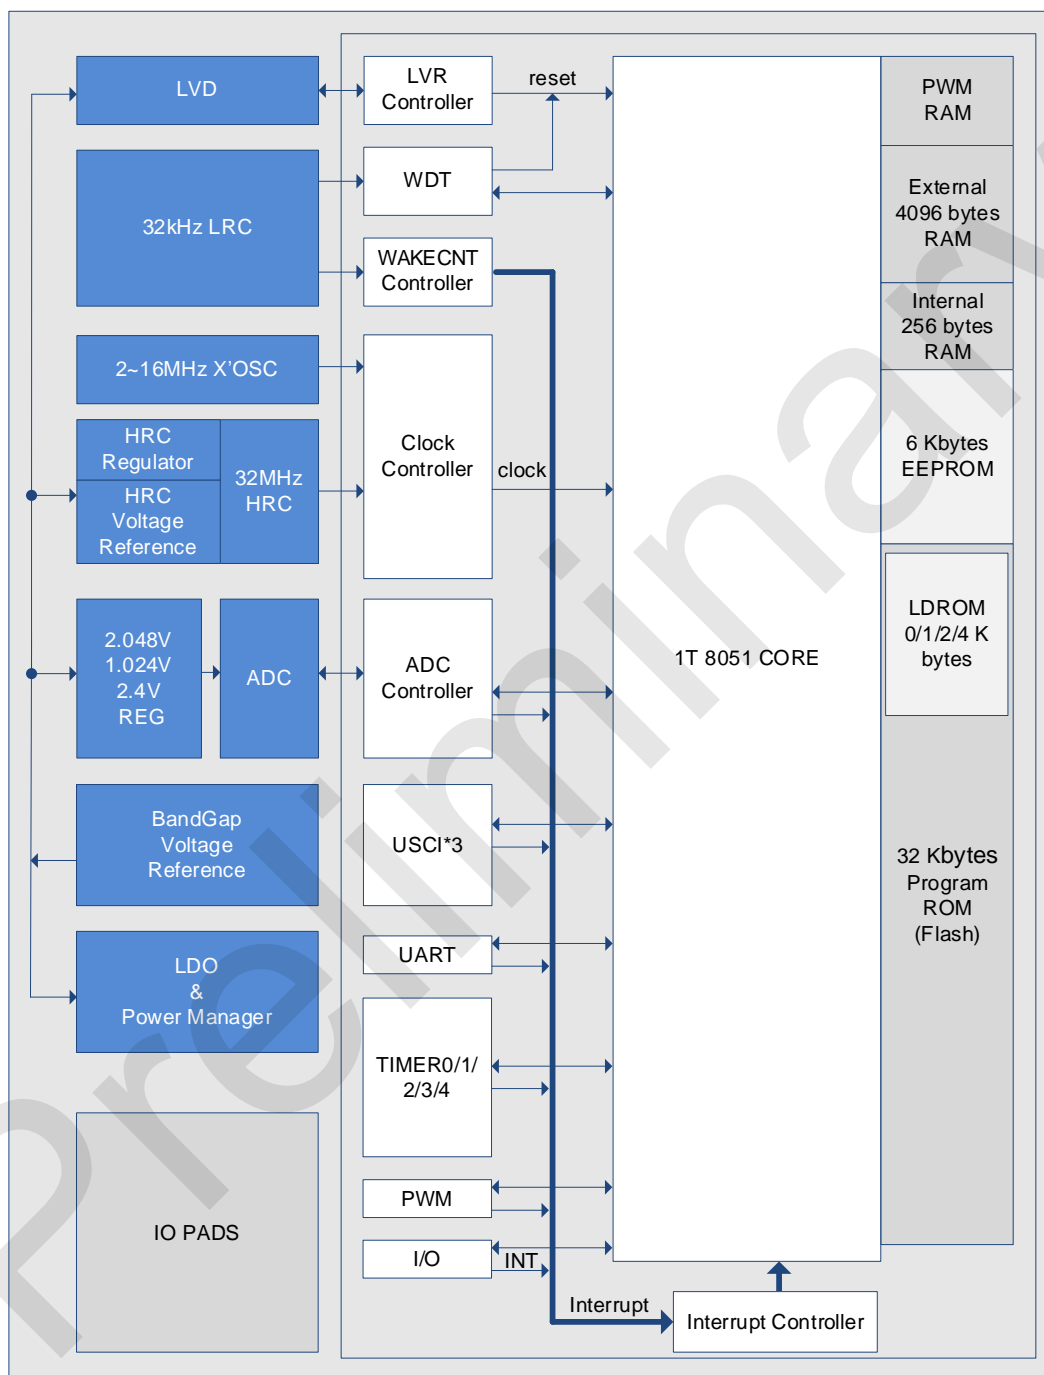 LVD
LVR
Controller
reset
PWM
RAM
WDT
32kHz LRC
External
4096 bytes
RAM
WAKECNT
Controller
Internal
256 bytes
RAM
2~16MHz X'OSC
HRC
Regulator
HRC
Voltage
Reference
32MHz
HRC
Clock
Controller
clock
6 Kbytes
EEPROM
2.048V
1.024V
2.4V
REG
ADC
ADC
Controller
1T 8051 CORE
LDROM
0/1/2/4 K
bytes
BandGap
Voltage
Reference
USCI*3
32 Kbytes
Program
ROM
(Flash)
UART
LDO
&
Power Manager
TIMER0/1/
2/3/4
IO PADS
PWM
I/O
INT
Interrupt
Interrupt Controller
Preliminary